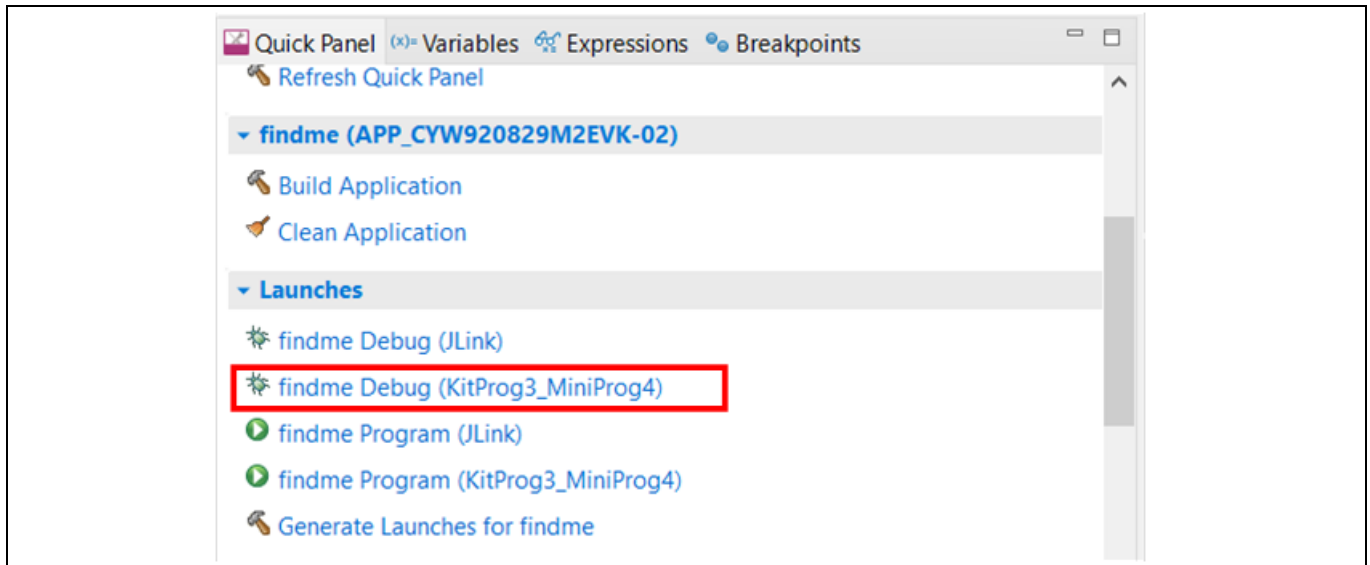 Quick Panel (x)= Variables Expressions Breakpoints
Refresh Quick Panel
findme (APP_CYW920829M2EVK-02)
Build Application
Clean Application
Launches
findme Debug (JLink)
findme Debug (KitProg3_MiniProg4)
findme Program (JLink)
findme Program (KitProg3_MiniProg4)
Generate Launches for findme